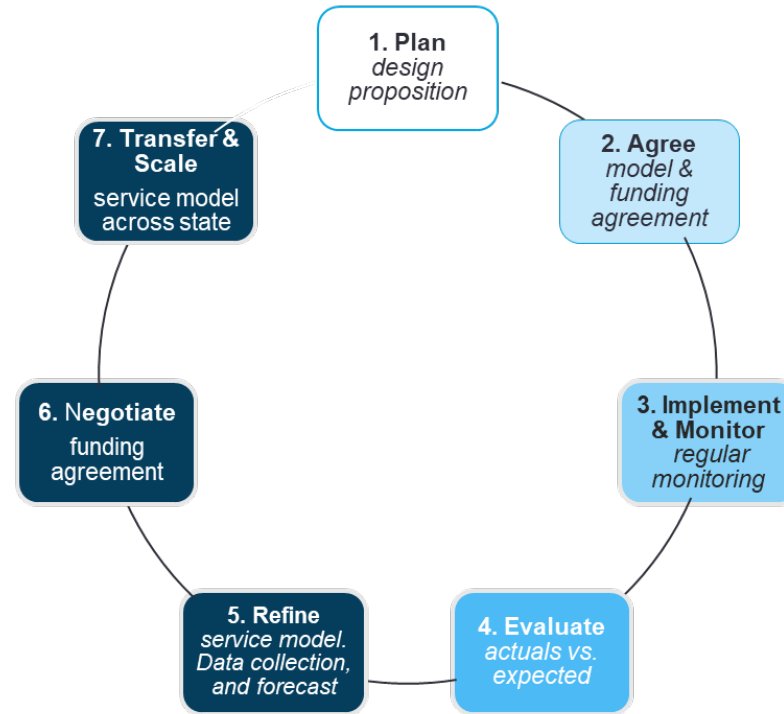 1. Plan
design
proposition
2. Agree
model &
funding
agreement
3. Implement
& Monitor
regular
monitoring
4. Evaluate
actuals vs.
expected
5. Refine
service model.
Data collection,
and forecast
6. Negotiate
funding
agreement
7. Transfer &
Scale
service model
across state